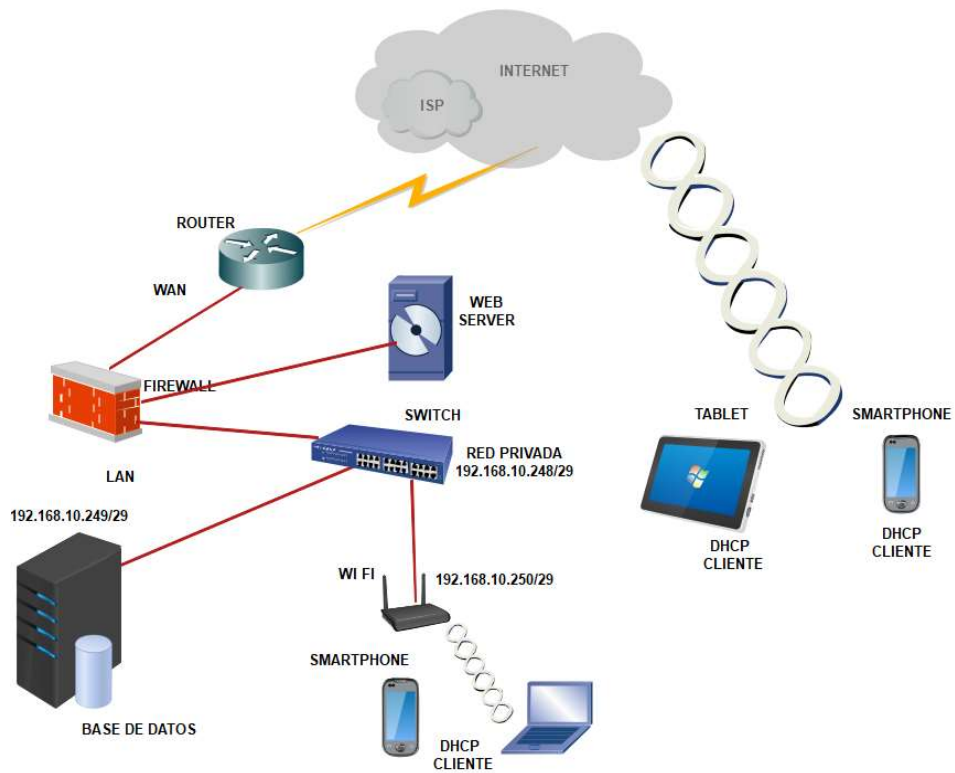 INTERNET
ISP
ROUTER
WAN
WEB
SERVER
FIREWALL
SWITCH
TABLET
SMARTPHONE
LAN
RED PRIVADA
192.168.10.248/29
192.168.10.249/29
DHCP
CLIENTE
DHCP
CLIENTE
WI FI
192.168.10.250/29
SMARTPHONE
BASE DE DATOS
DHCP
CLIENTE